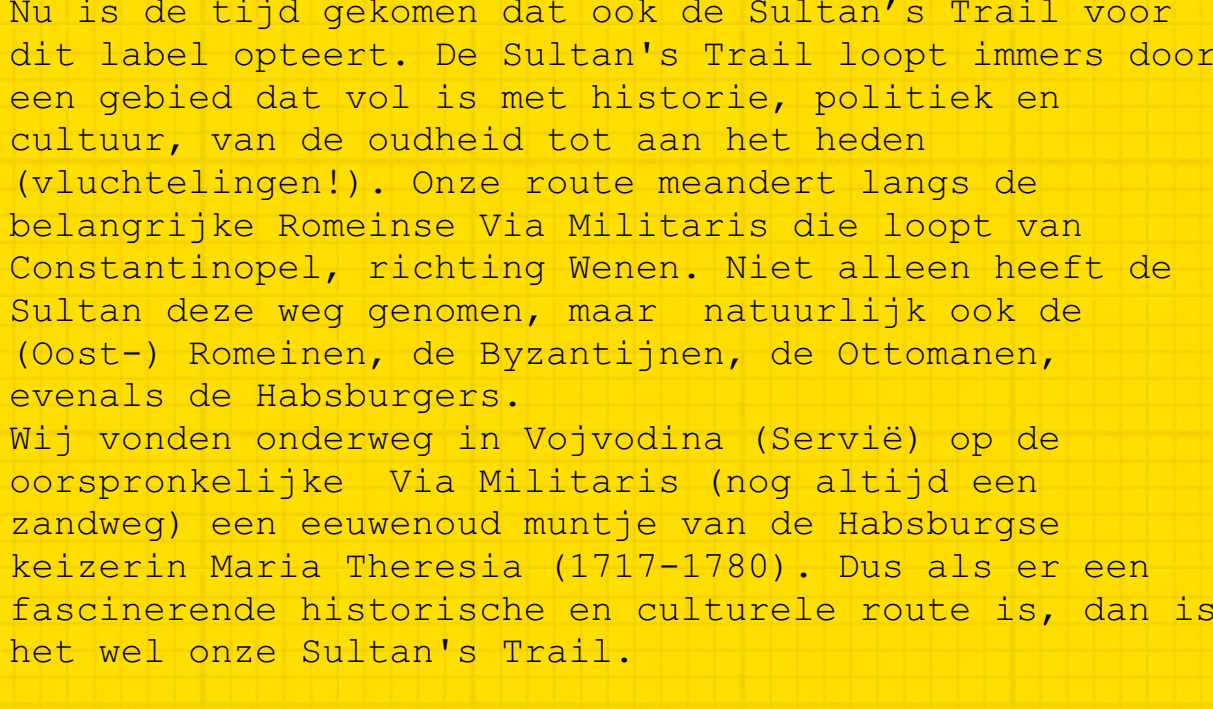 Nu is de tijd gekomen dat ook de Sultan’s Trail voor
dit label opteert. De Sultan's Trail loopt immers door
een gebied dat vol is met historie, politiek en
cultuur, van de oudheid tot aan het heden
(vluchtelingen!). Onze route meandert langs de
belangrijke Romeinse Via Militaris die loopt van
Constantinopel, richting Wenen. Niet alleen heeft de
Sultan deze weg genomen, maar  natuurlijk ook de
(Oost-) Romeinen, de Byzantijnen, de Ottomanen,
evenals de Habsburgers.
Wij vonden onderweg in Vojvodina (Servië) op de
oorspronkelijke  Via Militaris (nog altijd een
zandweg) een eeuwenoud muntje van de Habsburgse
keizerin Maria Theresia (1717-1780). Dus als er een
fascinerende historische en culturele route is, dan is
het wel onze Sultan's Trail.